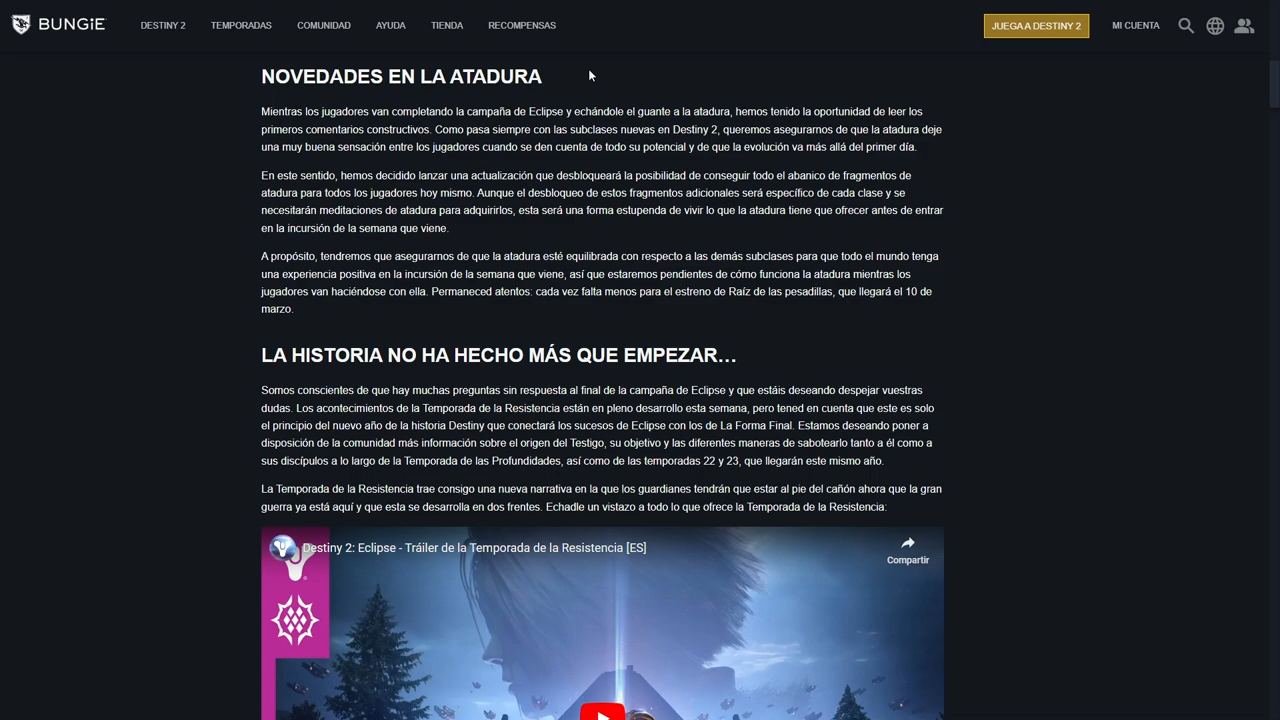 BUNGiE
DESTINY 2
TEMPORADAS
COMUNIDAD
AYUDA
TIENDA
RECOMPENSAS
JUEGA A DESTINY 2
MI CUENTA
NOVEDADES EN LA ATADURA
Mientras los jugadores van completando la campaña de Eclipse y echándole el guante a la atadura, hemos tenido la oportunidad de leer los
primeros comentarios constructivos. Como pasa siempre con las subclases nuevas en Destiny 2, queremos asegurarnos de que la atadura deje
una muy buena sensación entre los jugadores cuando se den cuenta de todo su potencial y de que la evolución va más allá del primer día.
En este sentido, hemos decidido lanzar una actualización que desbloqueará la posibilidad de conseguir todo el abanico de fragmentos de
atadura para todos los jugadores hoy mismo. Aunque el desbloqueo de estos fragmentos adicionales será específico de cada clase y se
necesitarán meditaciones de atadura para adquirirlos, esta será una forma estupenda de vivir lo que la atadura tiene que ofrecer antes de entrar
en la incursión de la semana que viene.
A propósito, tendremos que asegurarnos de que la atadura esté equilibrada con respecto a las demás subclases para que todo el mundo tenga
una experiencia positiva en la incursión de la semana que viene, así que estaremos pendientes de cómo funciona la atadura mientras los
jugadores van haciéndose con ella. Permaneced atentos: cada vez falta menos para el estreno de Raíz de las pesadillas, que llegará el 10 de
marzo.
LA HISTORIA NO HA HECHO MÁS QUE EMPEZAR…
Somos conscientes de que hay muchas preguntas sin respuesta al final de la campaña de Eclipse y que estáis deseando despejar vuestras
dudas. Los acontecimientos de la Temporada de la Resistencia están en pleno desarrollo esta semana, pero tened en cuenta que este es solo
el principio del nuevo año de la historia Destiny que conectará los sucesos de Eclipse con los de La Forma Final. Estamos deseando poner a
disposición de la comunidad más información sobre el origen del Testigo, su objetivo y las diferentes maneras de sabotearlo tanto a él como a
sus discípulos a lo largo de la Temporada de las Profundidades, así como de las temporadas 22 y 23, que llegarán este mismo año.
La Temporada de la Resistencia trae consigo una nueva narrativa en la que los guardianes tendrán que estar al pie del cañón ahora que la gran
guerra ya está aquí y que esta se desarrolla en dos frentes. Echadle un vistazo a todo lo que ofrece la Temporada de la Resistencia:
Destiny 2: Eclipse - Tráiler de la Temporada de la Resistencia [ES]
Compartir